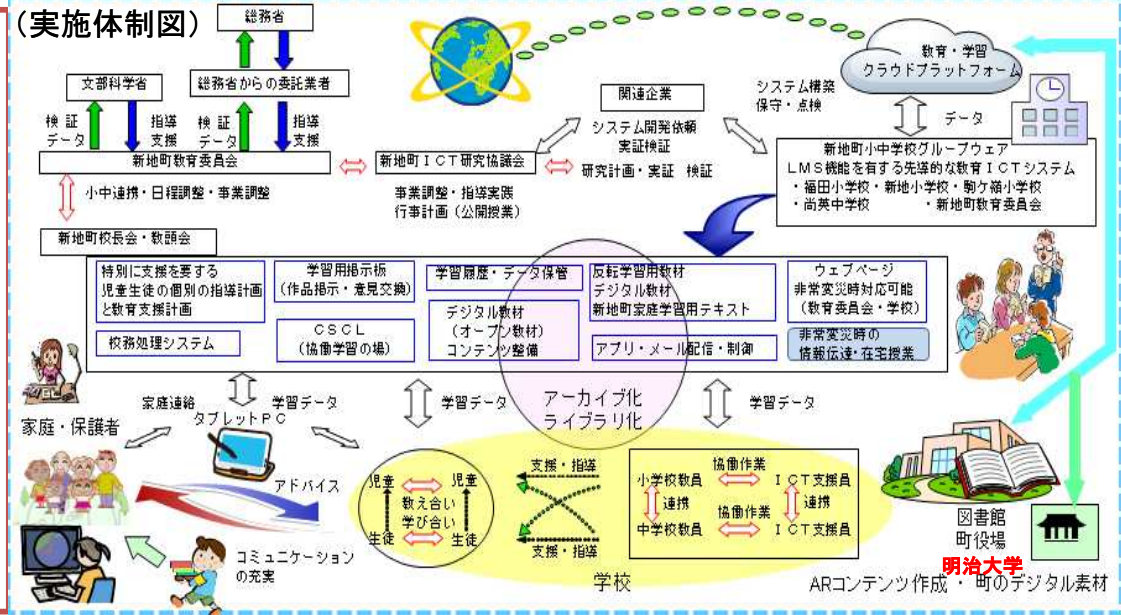 (実施体制図)
総務省
文部科学省
総務省からの委託業者
検 証
データ
指導
支援
検 証
データ
指導
支援
新地町教育委員会
新地町ICT研究協議会
関連企業
システム開発依頼
実証検証
研究計画・実証 検証
事業調整・指導実践
行事計画(公開授業)
小中連携・日程調整・事業調整
新地町校長会・教頭会
教育・学習
クラウドプラットフォーム
システム構築
保守・点検
データ
新地町小中学校グループウェア
LMS機能を有する先導的な教育ICTシステム
・福田小学校・新地小学校・駒ケ嶺小学校
・尚英中学校 ・新地町教育委員会
特別に支援を要する
児童生徒の個別の指導計画
と教育支援計画
校務処理システム
学習用掲示板
(作品掲示・意見交換)
CSCL
(協働学習の場)
学習履歴・データ保管
デジタル教材
(オープン教材)
コンテンツ整備
反転学習用教材
デジタル教材
新地町家庭学習用テキスト
アプリ・メール配信・制御
ウェブページ
非常変災時対応可能
(教育委員会・学校)
非常変災時の
情報伝達・在宅授業
アーカイブ化
ライブラリ化
家庭連絡
学習データ
タブレットPC
学習データ
学習データ
家庭・保護者
アドバイス
コミュニケーション
の充実
児童
児童
教え合い
学び合い
生徒
生徒
支援・指導
支援・指導
小学校教員
協働作業
ICT支援員
連携
連携
中学校教員
協働作業
ICT支援員
学校
図書館
町役場
明治大学
ARコンテンツ作成・町のデジタル素材